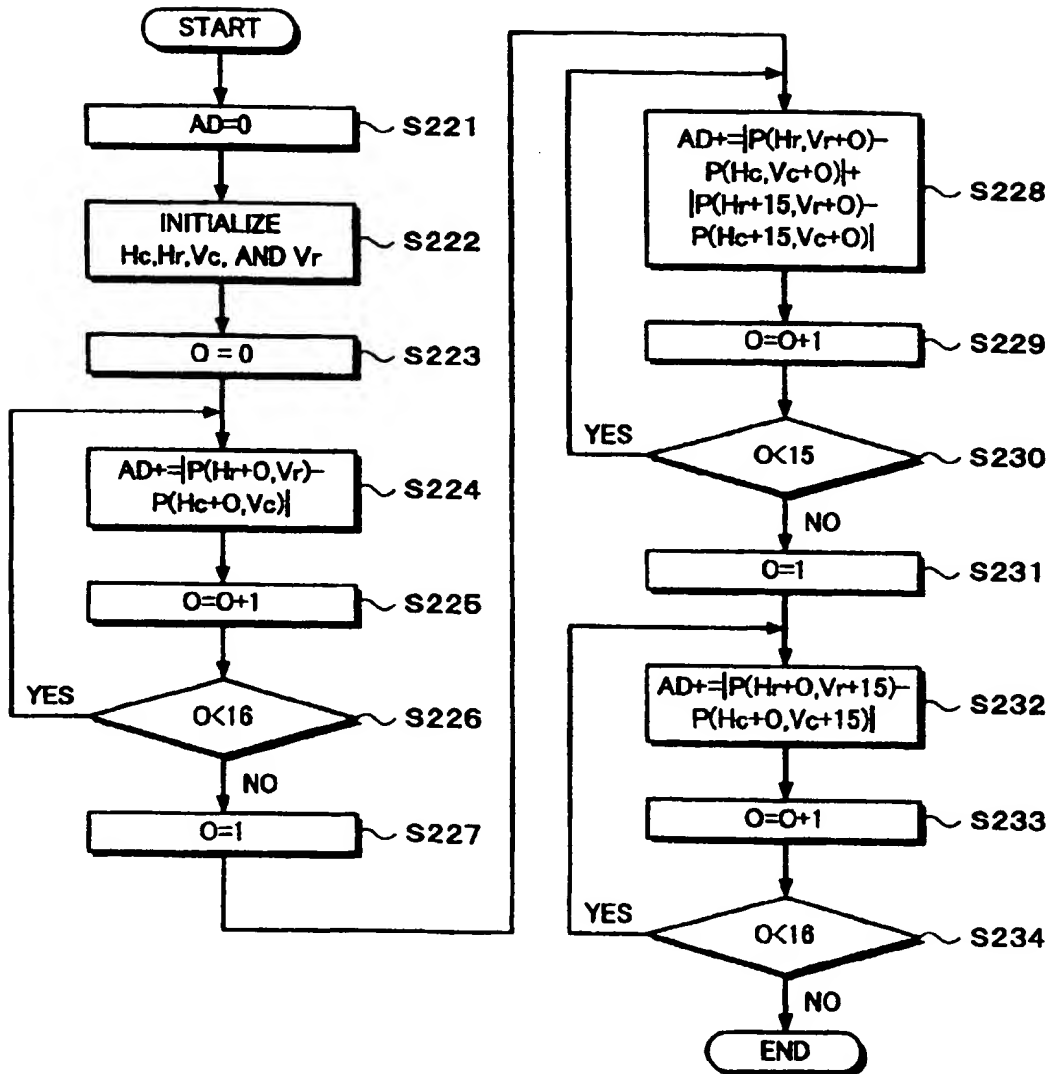 START
AD=0
S221
INITIALIZE
Hc,Hr,Vc, AND Vr
S222
O = 0
S223
AD+=|P(Hr+O,Vr)−
P(Hc+O,Vc)|
S224
O=O+1
S225
YES
O<16
S226
NO
O=1
S227
AD+=|P(Hr,Vr+O)−
P(Hc,Vc+O)|+
|P(Hr+15,Vr+O)−
P(Hc+15,Vc+O)|
S228
O=O+1
S229
YES
O<15
S230
NO
O=1
S231
AD+=|P(Hr+O,Vr+15)−
P(Hc+O,Vc+15)|
S232
O=O+1
S233
YES
O<16
S234
NO
END